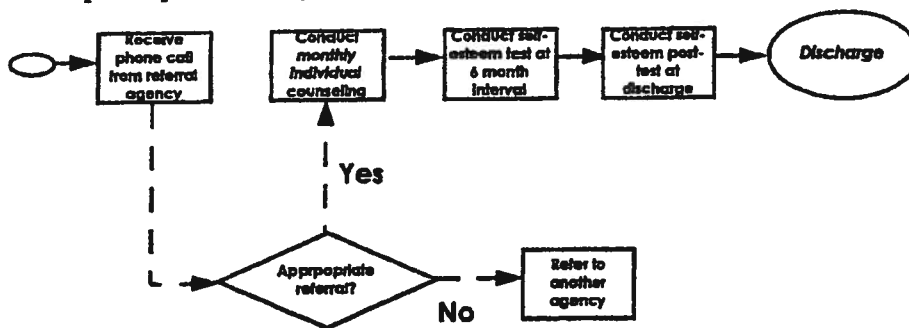 Receive
phone call
from referral
agency
Conduct
monthly
individual
counseling
Conduct self-
esteem test at
6 month
interval
Conduct self-
esteem post-
test at
discharge
Discharge
Yes
Apprpopriate
referral?
No
Refer to
another
agency